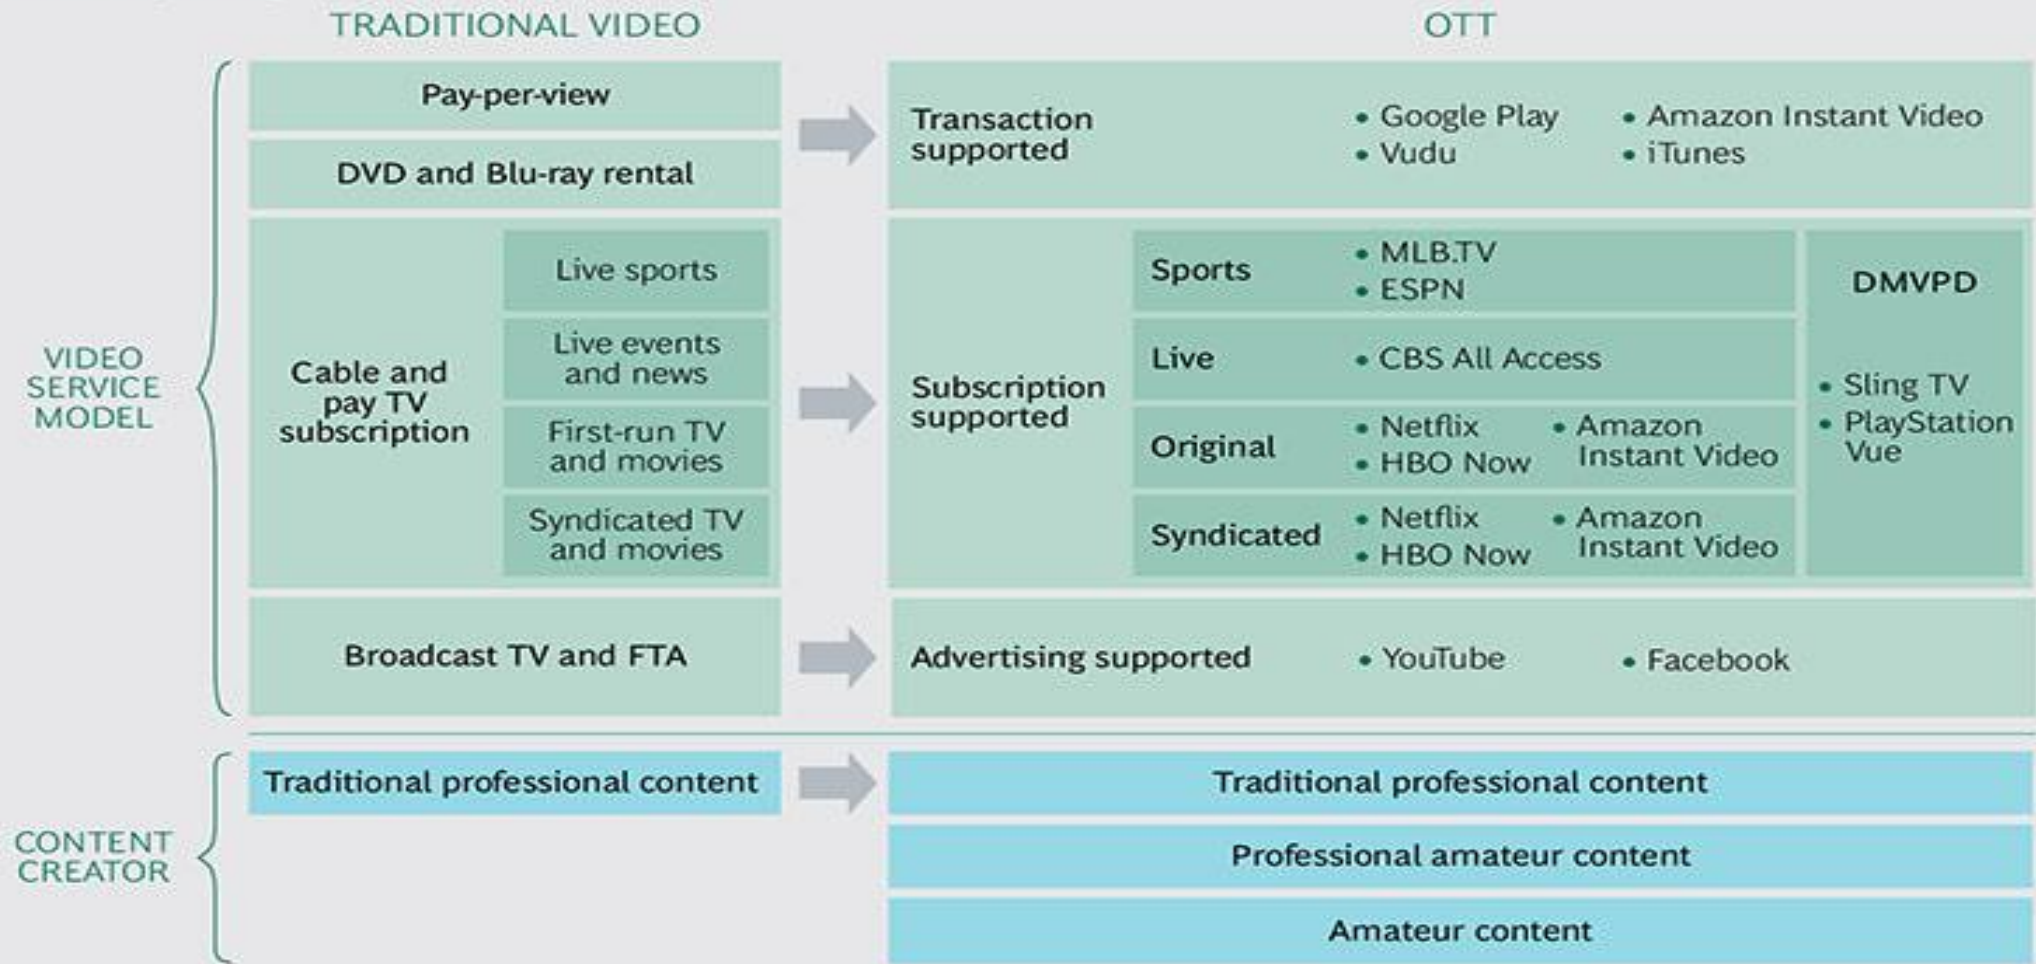 TRADITIONAL VIDEO
OTT
VIDEO
SERVICE
MODEL
Pay-per-view
DVD and Blu-ray rental
Transaction
supported
• Google Play
• Vudu
• Amazon Instant Video
• iTunes
Cable and
pay TV
subscription
Live sports
Live events
and news
First-run TV
and movies
Syndicated TV
and movies
Subscription
supported
Sports
• MLB.TV
• ESPN
Live
• CBS All Access
Original
• Netflix
• HBO Now
• Amazon
Instant Video
Syndicated
• Netflix
• HBO Now
• Amazon
Instant Video
DMVPD
• Sling TV
• PlayStation
Vue
Broadcast TV and FTA
Advertising supported
• YouTube
• Facebook
CONTENT
CREATOR
Traditional professional content
Traditional professional content
Professional amateur content
Amateur content